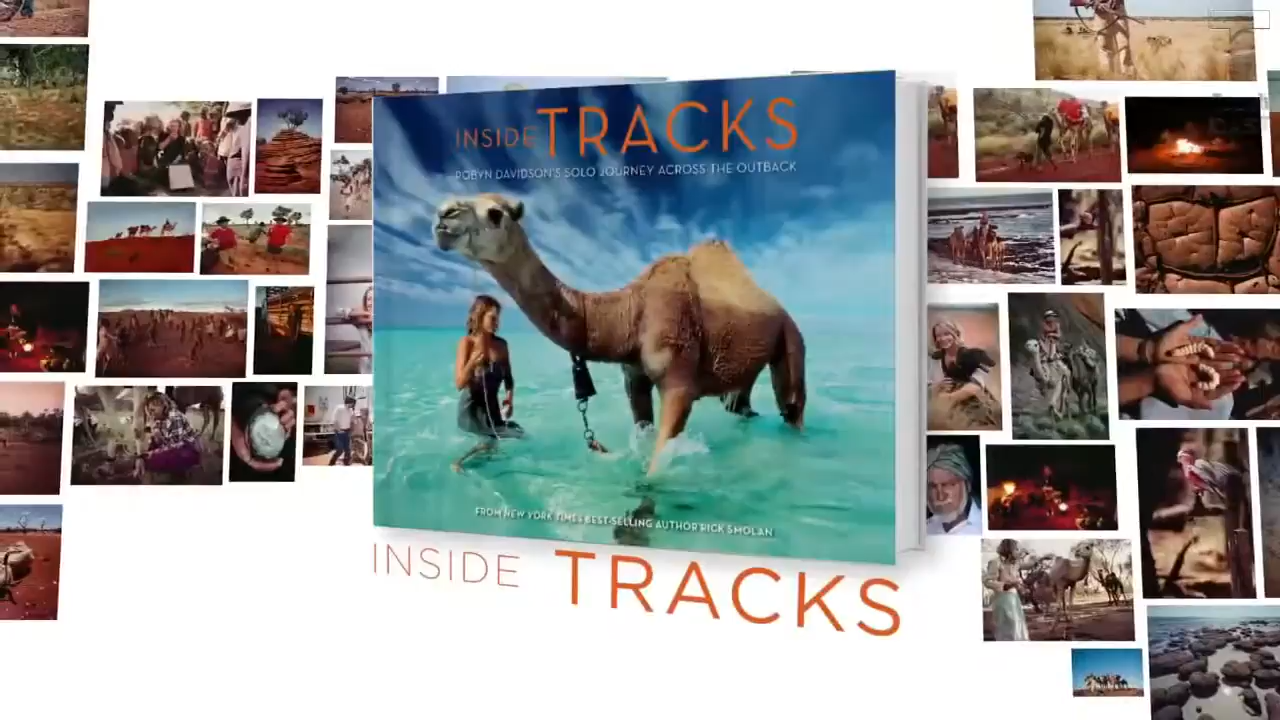 INSIDE TRACKS
ROBYN DAVIDSON'S SOLO JOURNEY ACROSS THE OUTBACK
FROM NEW YORK TIMES BEST-SELLING AUTHOR RICK SMOLAN
INSIDE TRACKS